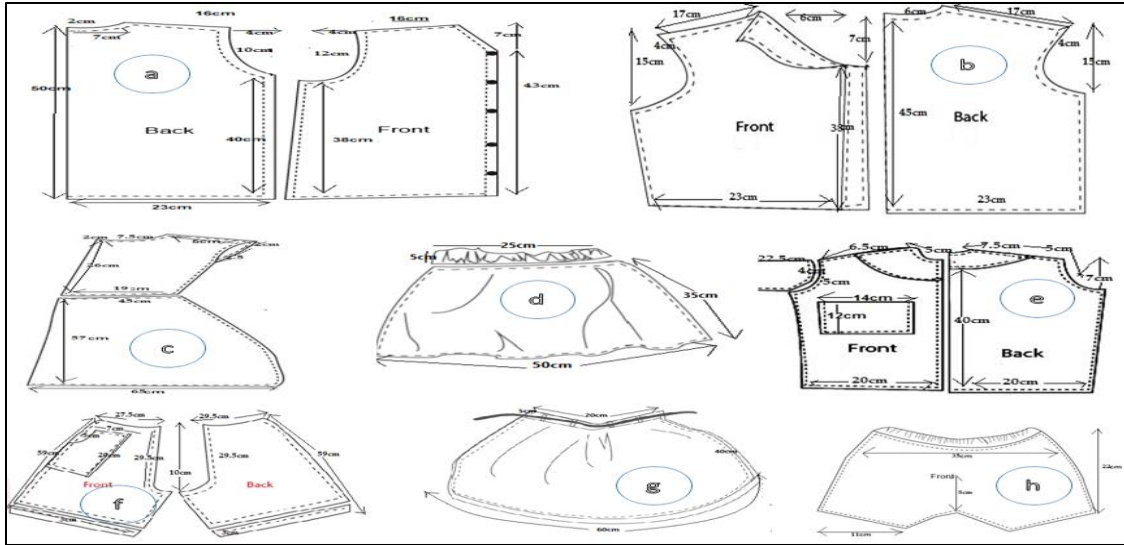 2cm 16cm
7cm 4cm
10cm
50cm
a
Back
40cm
23cm
16cm
4cm
12cm
7cm
43cm
Front
38cm
17cm 6cm
4cm
7cm
15cm
Front
38cm
23cm
6cm 17cm
4cm
b
15cm
45cm
Back
23cm
2cm 7.5cm 6cm 2cm
26cm
19cm
45cm
57cm
c
65cm
25cm
5cm
d
35cm
50cm
22.5cm
6.5cm 5cm
4cm
14cm
12cm
Front
20cm
7.5cm 5cm
7cm
e
40cm
Back
20cm
27.5cm
7cm
59cm
20cm
29.5cm
Front
f
10cm
29.5cm
29.5cm
59cm
Back
5cm 20cm
40cm
g
60cm
35cm
22cm
Front
8cm
h
11cm